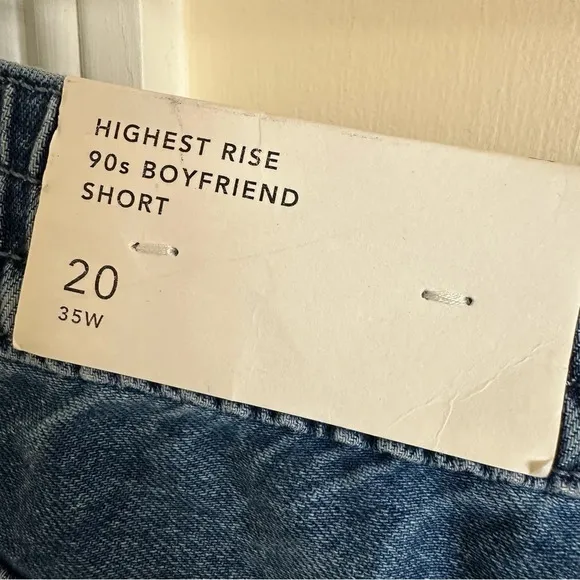 HIGHEST RISE
90s BOYFRIEND
SHORT
20
35W